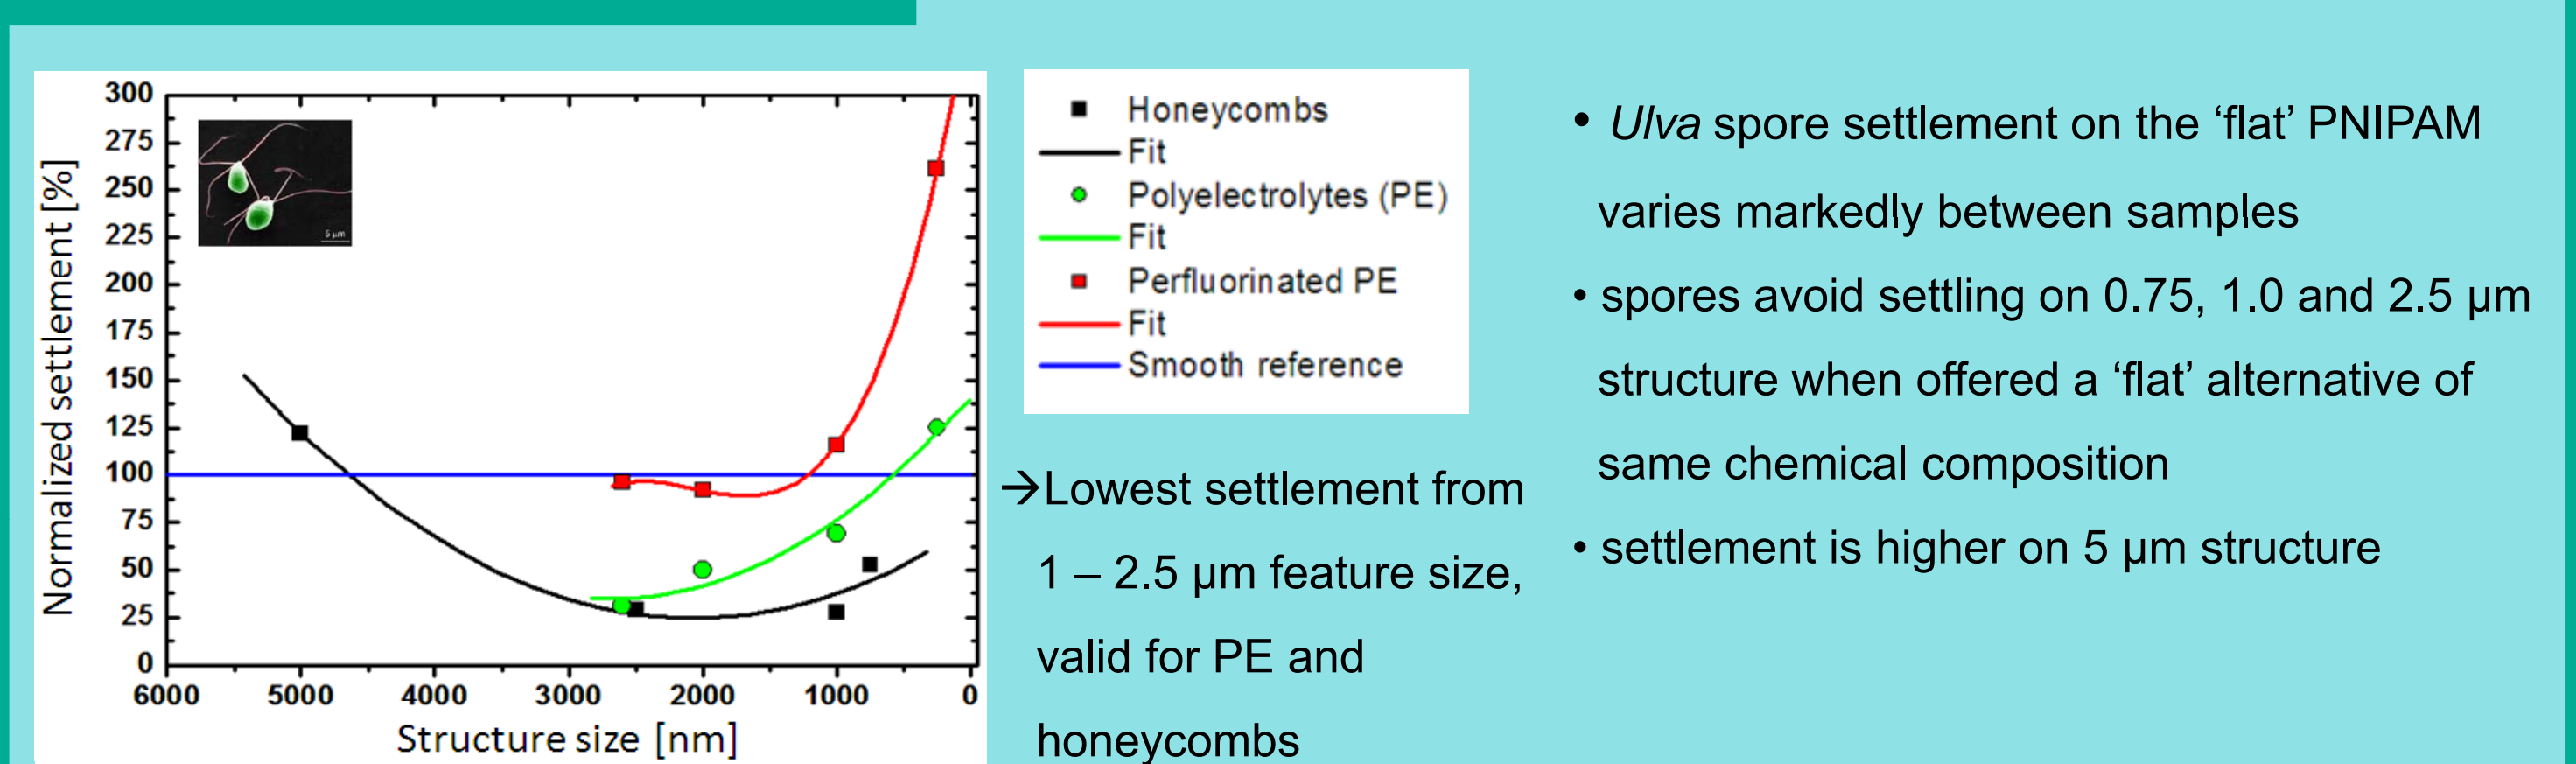 300
275
250
225
200
175
150
125
100
75
50
25
0
Normalized settlement [%]
5 µm
6000 5000 4000 3000 2000 1000 0
Structure size [nm]
Honeycombs
Fit
Polyelectrolytes (PE)
Fit
Perfluorinated PE
Fit
Smooth reference
→Lowest settlement from
1 – 2.5 µm feature size,
valid for PE and
honeycombs
• Ulva spore settlement on the ‘flat’ PNIPAM
varies markedly between samples
• spores avoid settling on 0.75, 1.0 and 2.5 µm
structure when offered a ‘flat’ alternative of
same chemical composition
• settlement is higher on 5 µm structure